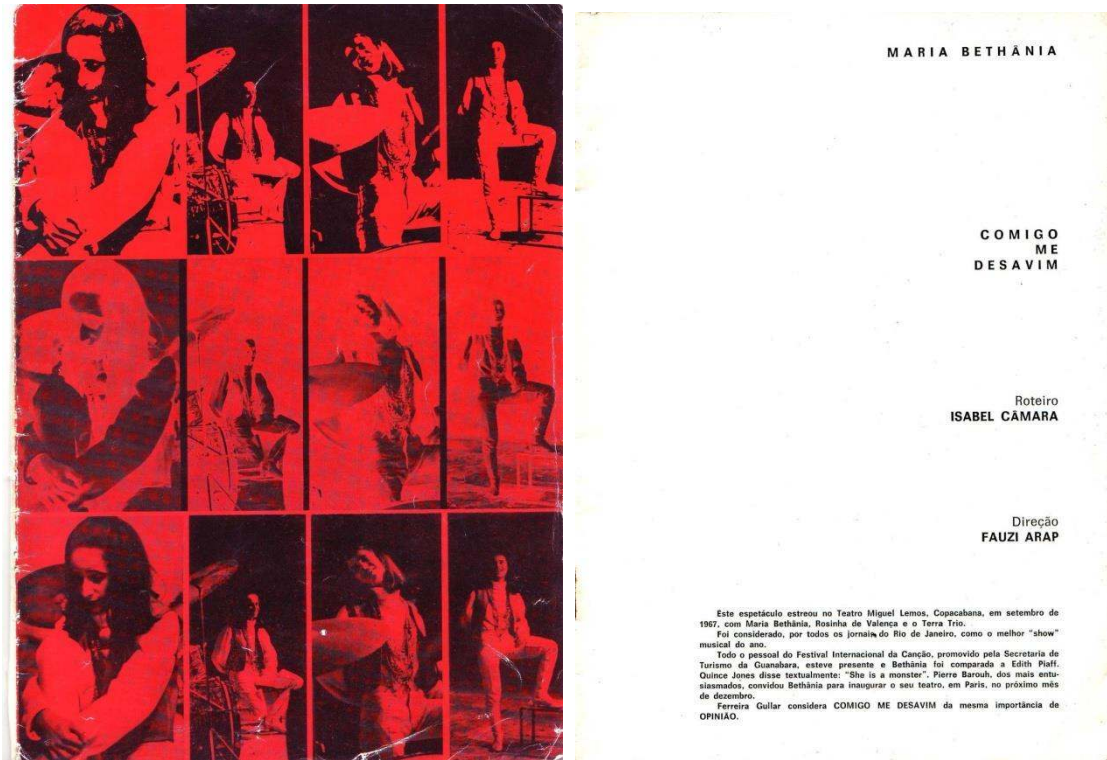 MARIA BETHÂNIA
COMIGO
ME
DESAVIM
Roteiro
ISABEL CÂMARA
Direção
FAUZI ARAP
Êste espetáculo estreou no Teatro Miguel Lemos, Copacabana, em setembro de
1967, com Maria Bethânia, Rosinha de Valença e o Terra Trio.
Foi considerado, por todos os jornais do Rio de Janeiro, como o melhor "show"
musical do ano.
Todo o pessoal do Festival Internacional da Canção, promovido pela Secretaria de
Turismo da Guanabara, esteve presente e Bethânia foi comparada a Edith Piaff.
Quince Jones disse textualmente: "She is a monster". Pierre Barouh, dos mais entu-
siasmados, convidou Bethânia para inaugurar o seu teatro, em Paris, no próximo mês
de dezembro.
Ferreira Gullar considera COMIGO ME DESAVIM da mesma importância de
OPINIÃO.